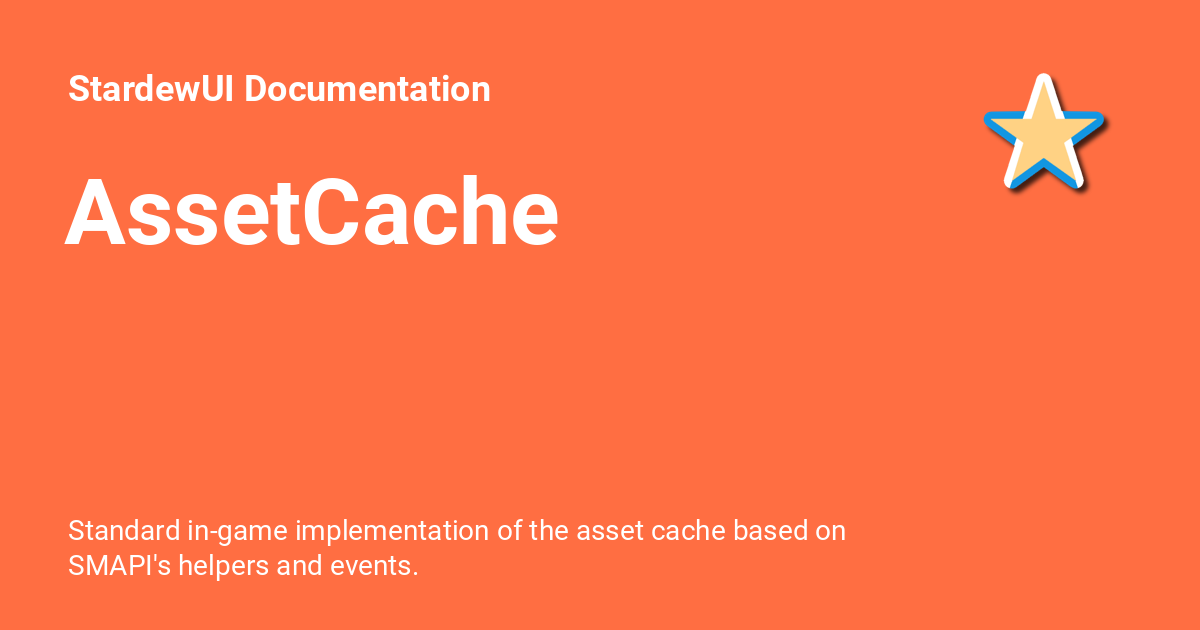 StardewUI Documentation
AssetCache
Standard in-game implementation of the asset cache based on
SMAPI's helpers and events.